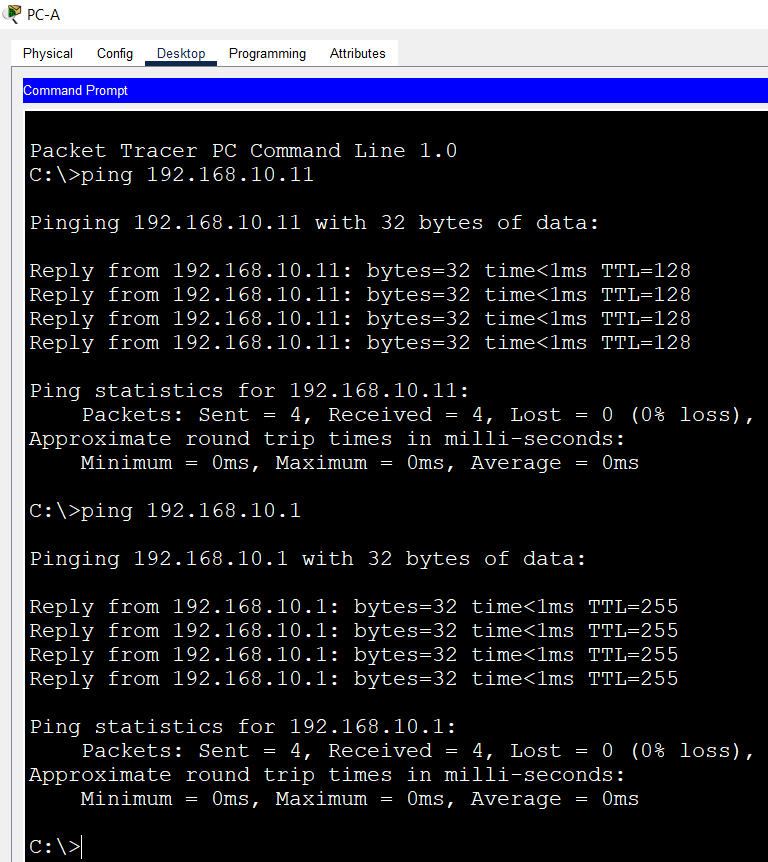 PC-A
Physical Config Desktop Programming Attributes
Command Prompt
Packet Tracer PC Command Line 1.0
C:\>ping 192.168.10.11
Pinging 192.168.10.11 with 32 bytes of data:
Reply from 192.168.10.11: bytes=32 time<1ms TTL=128
Reply from 192.168.10.11: bytes=32 time<1ms TTL=128
Reply from 192.168.10.11: bytes=32 time<1ms TTL=128
Reply from 192.168.10.11: bytes=32 time<1ms TTL=128
Ping statistics for 192.168.10.11:
    Packets: Sent = 4, Received = 4, Lost = 0 (0% loss),
Approximate round trip times in milli-seconds:
    Minimum = 0ms, Maximum = 0ms, Average = 0ms
C:\>ping 192.168.10.1
Pinging 192.168.10.1 with 32 bytes of data:
Reply from 192.168.10.1: bytes=32 time<1ms TTL=255
Reply from 192.168.10.1: bytes=32 time<1ms TTL=255
Reply from 192.168.10.1: bytes=32 time<1ms TTL=255
Reply from 192.168.10.1: bytes=32 time<1ms TTL=255
Ping statistics for 192.168.10.1:
    Packets: Sent = 4, Received = 4, Lost = 0 (0% loss),
Approximate round trip times in milli-seconds:
    Minimum = 0ms, Maximum = 0ms, Average = 0ms
C:\>